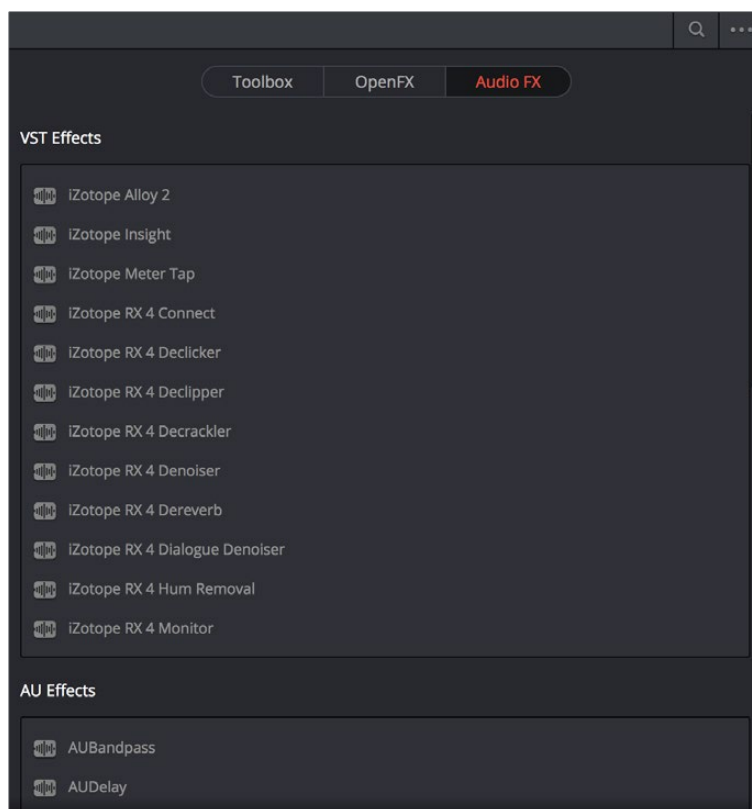 Toolbox OpenFX Audio FX
VST Effects
iZotope Alloy 2
iZotope Insight
iZotope Meter Tap
iZotope RX 4 Connect
iZotope RX 4 Declicker
iZotope RX 4 Declipper
iZotope RX 4 Decrackler
iZotope RX 4 Denoiser
iZotope RX 4 Dereverb
iZotope RX 4 Dialogue Denoiser
iZotope RX 4 Hum Removal
iZotope RX 4 Monitor
AU Effects
AUBandpass
AUDelay